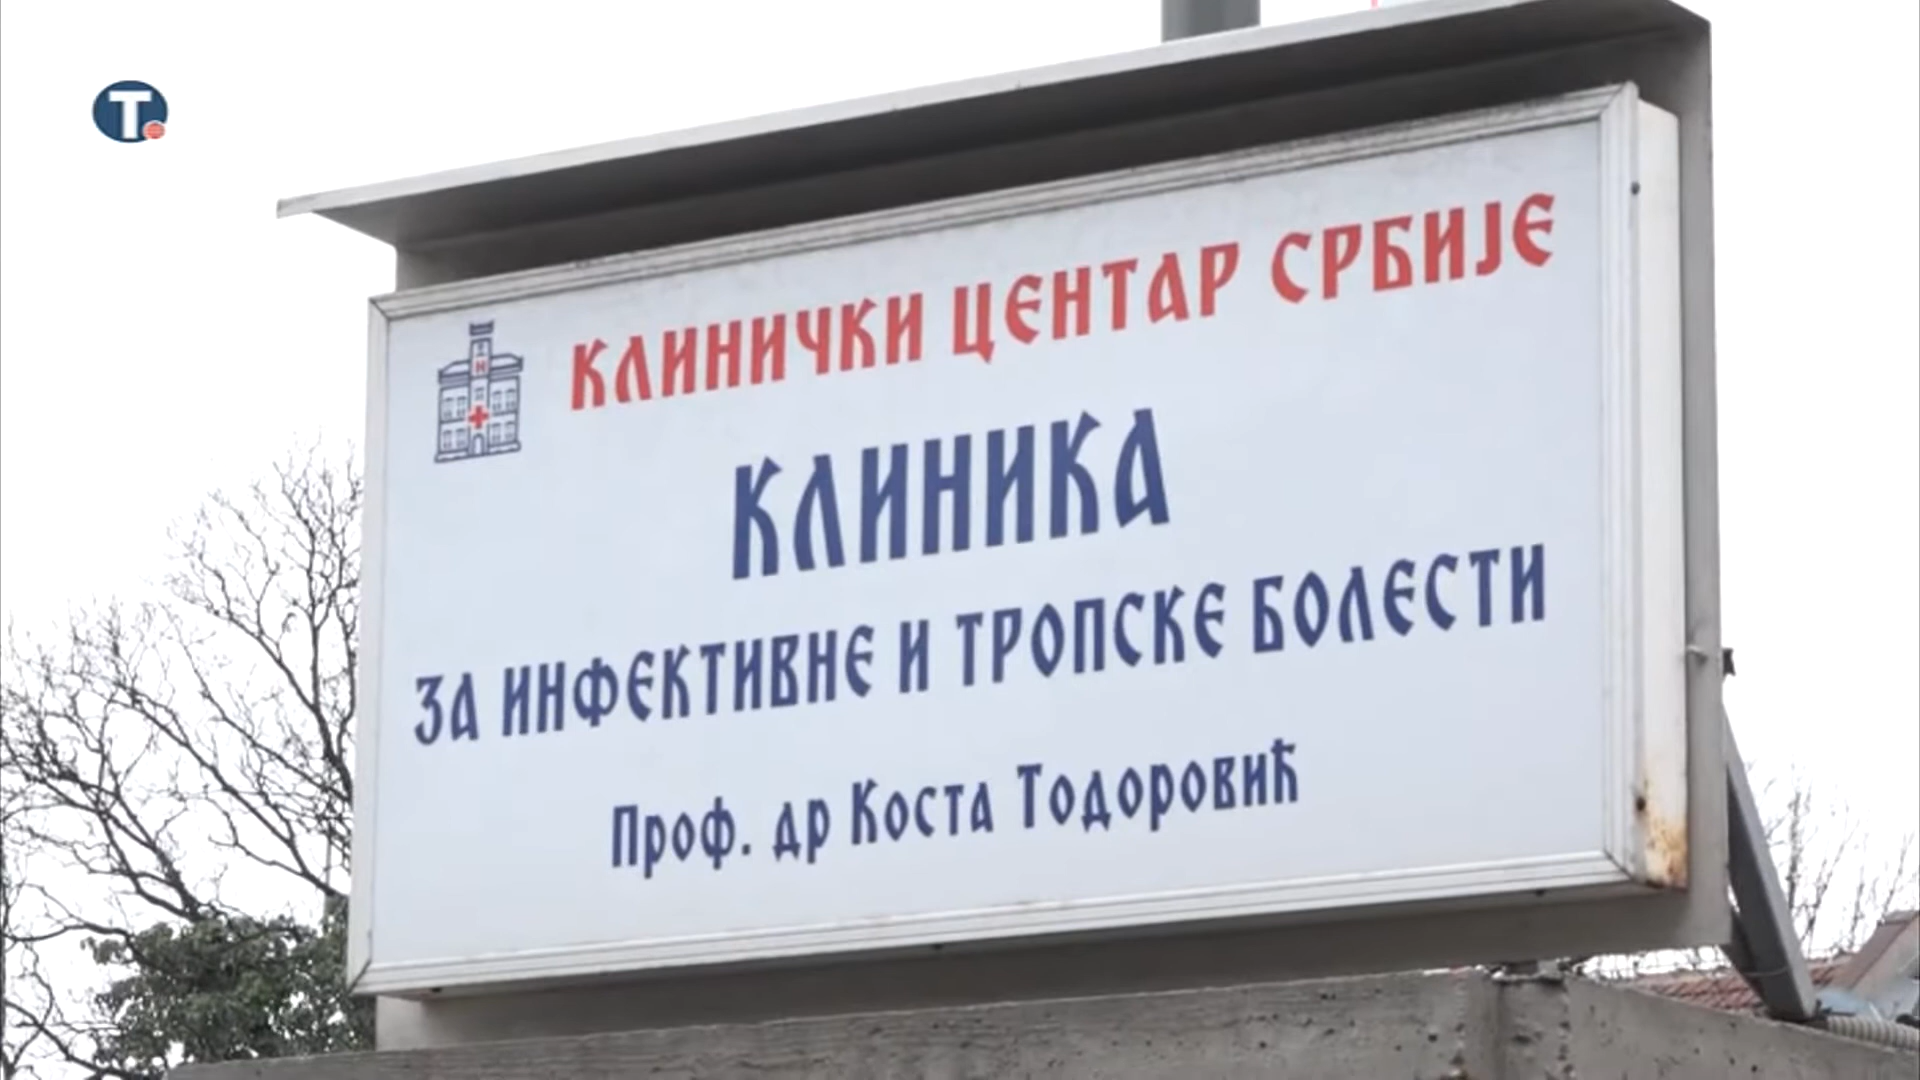 T
КЛИНИЧКИ ЦЕНТАР СРБИЈЕ
Н
КЛИНИКА
ЗА ИНФЕКТИВНЕ И ТРОПСКЕ БОЛЕСТИ
Проф. др Коста Тодоровић